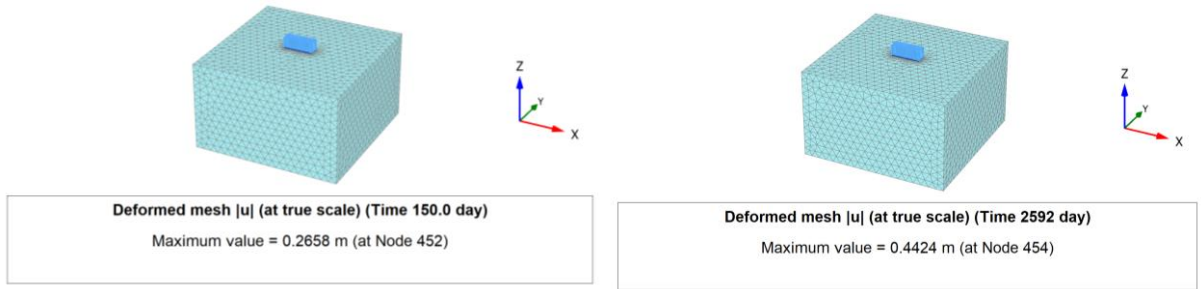 Z
Y
X
Deformed mesh |u| (at true scale) (Time 150.0 day)
Maximum value = 0.2658 m (at Node 452)
Z
Y
X
Deformed mesh |u| (at true scale) (Time 2592 day)
Maximum value = 0.4424 m (at Node 454)